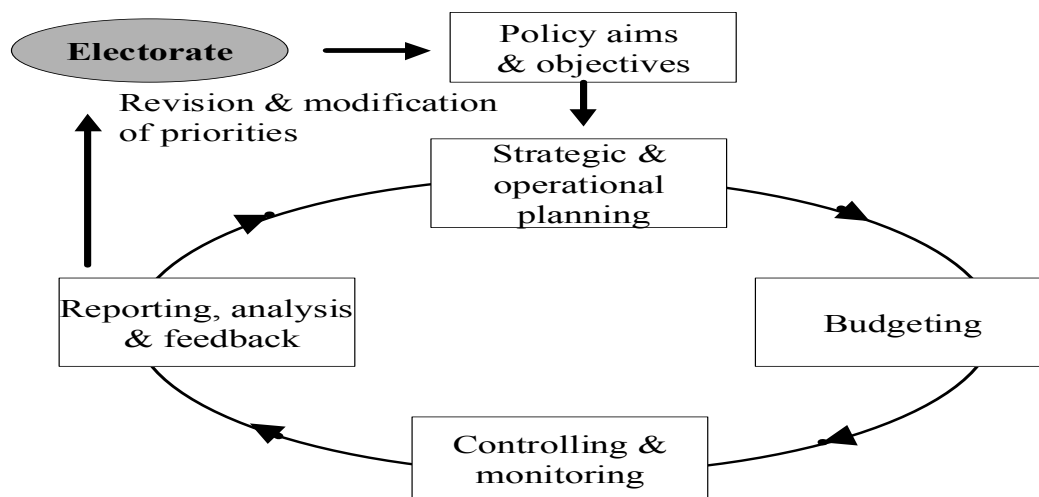 Electorate
Policy aims
& objectives
Revision & modification
of priorities
Strategic &
operational
planning
Reporting, analysis
& feedback
Budgeting
Controlling &
monitoring